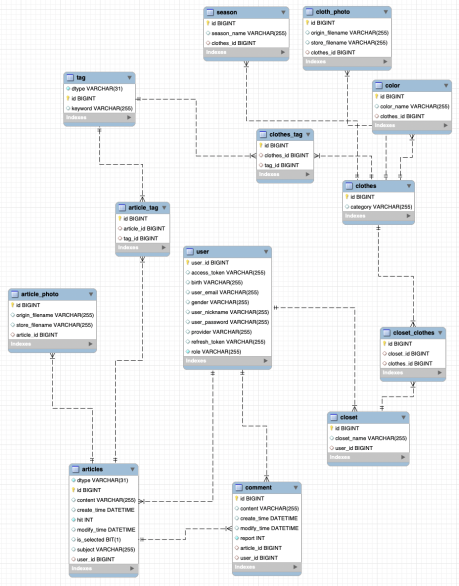 season
id BIGINT
season_name VARCHAR(255)
clothes_id BIGINT
Indexes
cloth_photo
id BIGINT
origin_filename VARCHAR(255)
store_filename VARCHAR(255)
clothes_id BIGINT
Indexes
tag
dtype VARCHAR(31)
id BIGINT
keyword VARCHAR(255)
Indexes
color
id BIGINT
color_name VARCHAR(255)
clothes_id BIGINT
Indexes
clothes_tag
id BIGINT
clothes_id BIGINT
tag_id BIGINT
Indexes
clothes
id BIGINT
category VARCHAR(255)
Indexes
article_tag
id BIGINT
article_id BIGINT
tag_id BIGINT
Indexes
user
user_id BIGINT
access_token VARCHAR(255)
birth VARCHAR(255)
user_email VARCHAR(255)
gender VARCHAR(255)
user_nickname VARCHAR(255)
user_password VARCHAR(255)
provider VARCHAR(255)
refresh_token VARCHAR(255)
role VARCHAR(255)
Indexes
article_photo
id BIGINT
origin_filename VARCHAR(255)
store_filename VARCHAR(255)
article_id BIGINT
Indexes
closet_clothes
id BIGINT
closet_id BIGINT
clothes_id BIGINT
Indexes
closet
id BIGINT
closet_name VARCHAR(255)
user_id BIGINT
Indexes
articles
dtype VARCHAR(31)
id BIGINT
content VARCHAR(255)
create_time DATETIME
hit INT
modify_time DATETIME
is_selected BIT(1)
subject VARCHAR(255)
user_id BIGINT
Indexes
comment
id BIGINT
content VARCHAR(255)
create_time DATETIME
modify_time DATETIME
report INT
article_id BIGINT
user_id BIGINT
Indexes